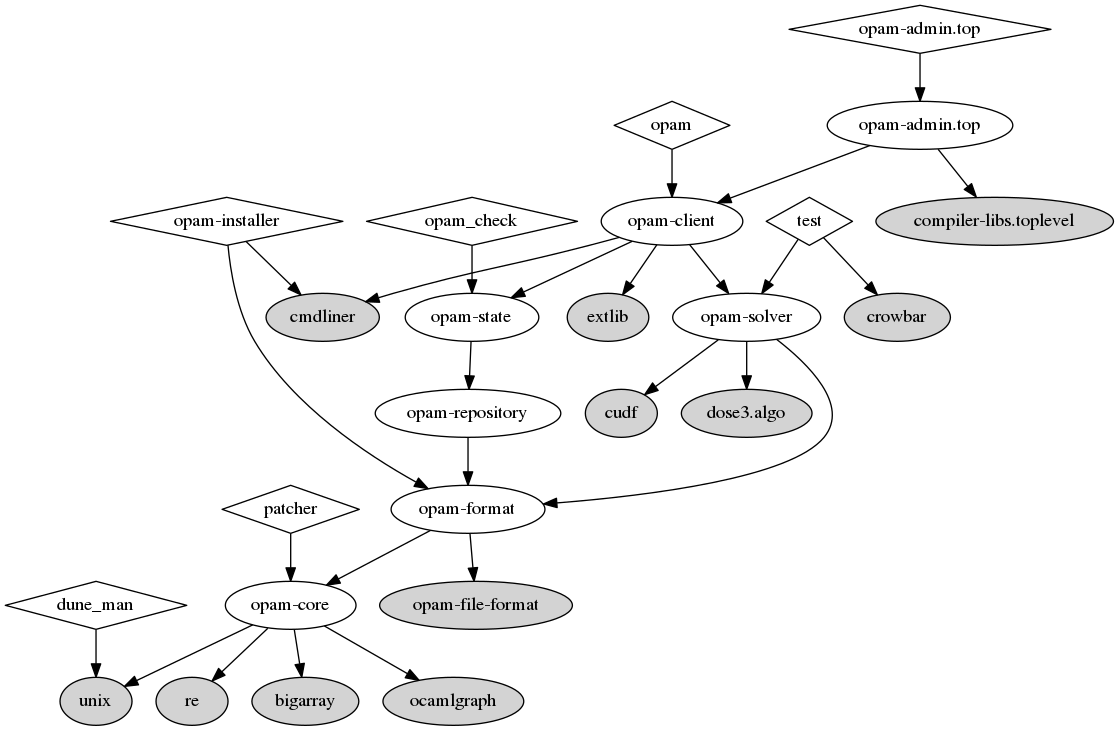 opam-admin.top
opam
opam-admin.top
opam-installer
opam_check
opam-client
test
compiler-libs.toplevel
cmdliner
opam-state
extlib
opam-solver
crowbar
opam-repository
cudf
dose3.algo
patcher
opam-format
dune_man
opam-core
opam-file-format
unix
re
bigarray
ocamlgraph